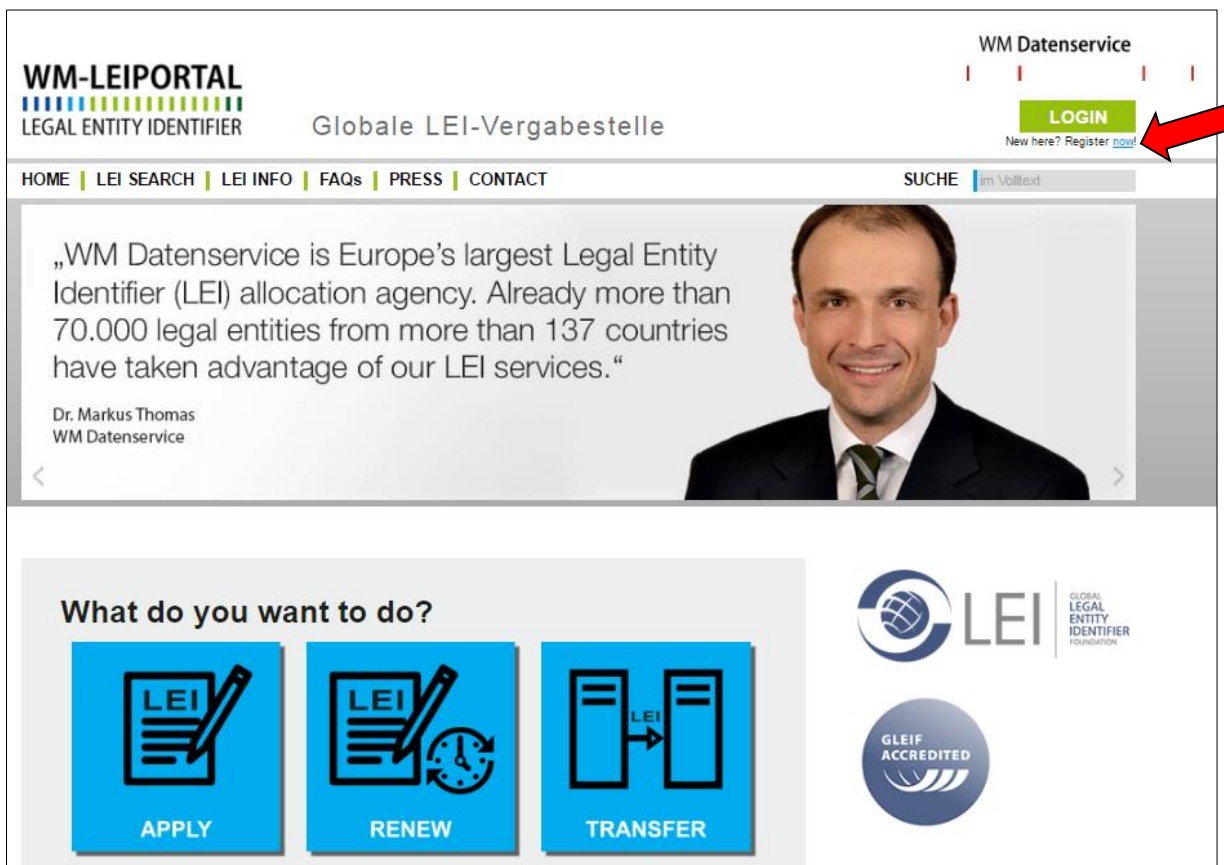 WM Datenservice
WM-LEIPORTAL
LEGAL ENTITY IDENTIFIER
Globale LEI-Vergabestelle
LOGIN
New here? Register now!
HOME | LEI SEARCH | LEI INFO | FAQs | PRESS | CONTACT
SUCHE im Volltext
„WM Datenservice is Europe’s largest Legal Entity
Identifier (LEI) allocation agency. Already more than
70.000 legal entities from more than 137 countries
have taken advantage of our LEI services.“
Dr. Markus Thomas
WM Datenservice
What do you want to do?
LEI
APPLY
LEI
RENEW
LEI
TRANSFER
LEI
GLOBAL
LEGAL
ENTITY
IDENTIFIER
FOUNDATION
GLEIF
ACCREDITED